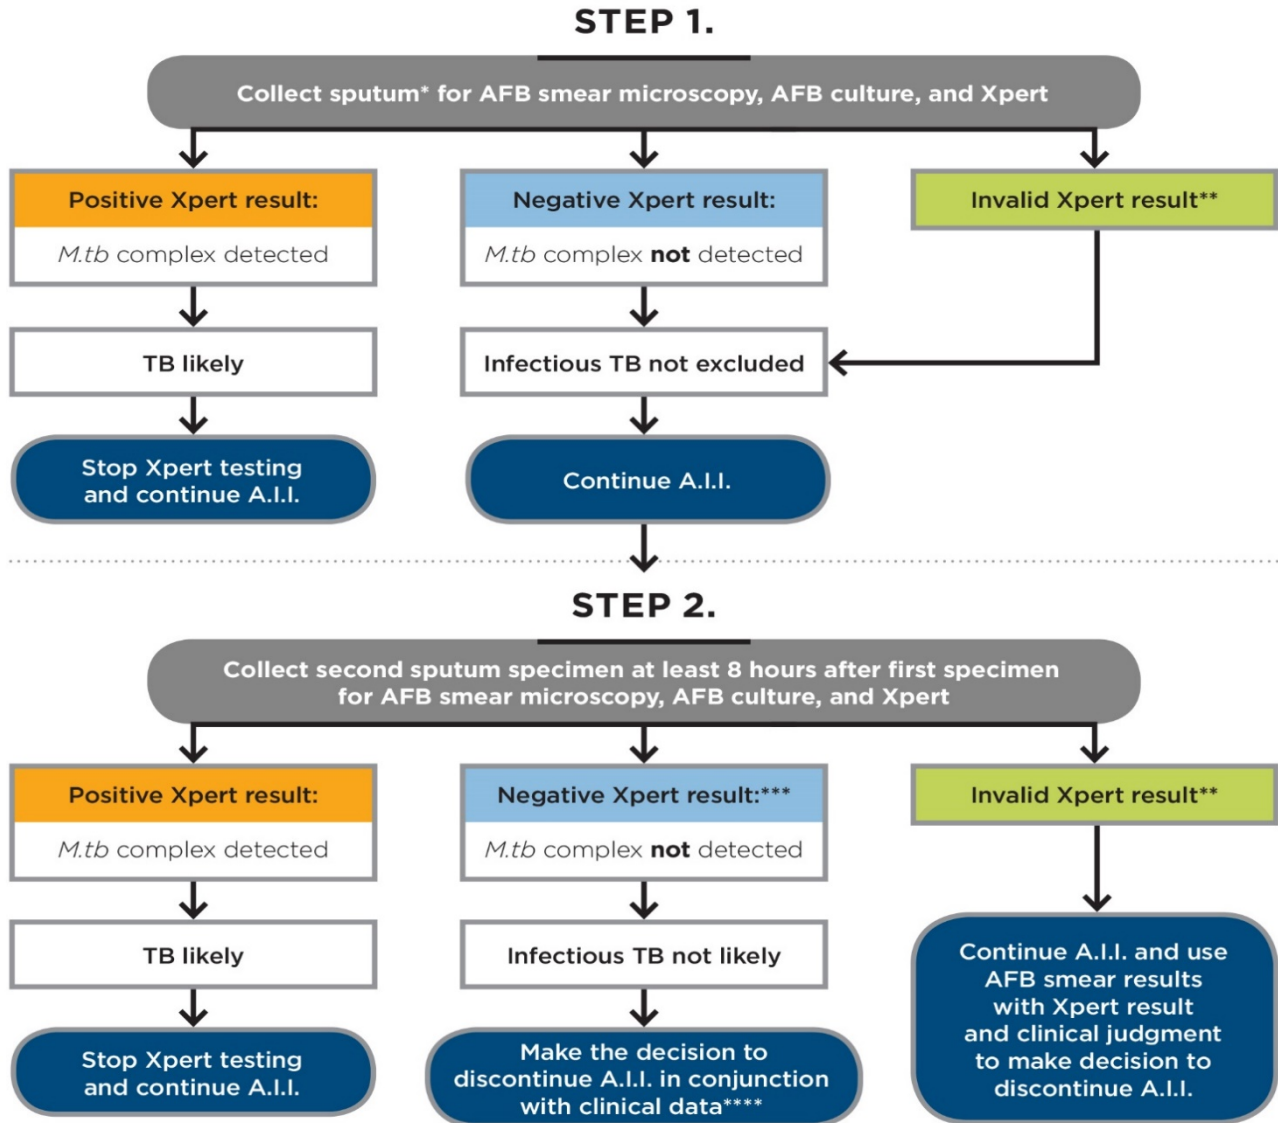 STEP 1.
Collect sputum* for AFB smear microscopy, AFB culture, and Xpert
Positive Xpert result:
M.tb complex detected
TB likely
Stop Xpert testing
and continue A.I.I.
Negative Xpert result:
M.tb complex not detected
Infectious TB not excluded
Continue A.I.I.
Invalid Xpert result**
STEP 2.
Collect second sputum specimen at least 8 hours after first specimen
for AFB smear microscopy, AFB culture, and Xpert
Positive Xpert result:
M.tb complex detected
TB likely
Stop Xpert testing
and continue A.I.I.
Negative Xpert result:***
M.tb complex not detected
Infectious TB not likely
Make the decision to
discontinue A.I.I. in conjunction
with clinical data****
Invalid Xpert result**
Continue A.I.I. and use
AFB smear results
with Xpert result
and clinical judgment
to make decision to
discontinue A.I.I.